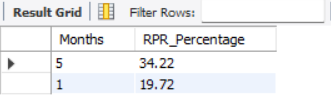 Result Grid Filter Rows:
Months RPR_Percentage
5 34.22
1 19.72